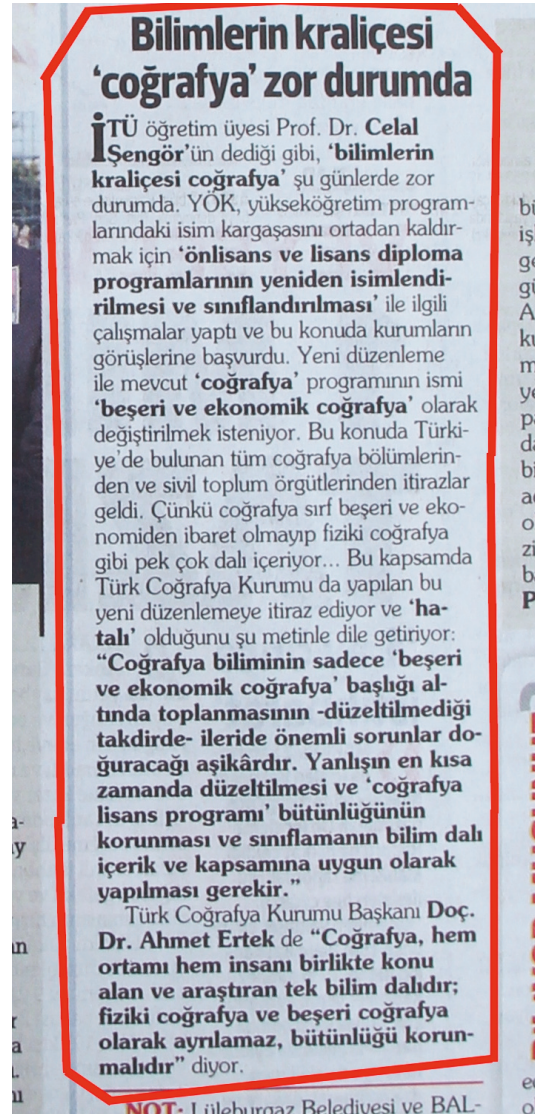 Bilimlerin kraliçesi
‘coğrafya’ zor durumda
İTÜ öğretim üyesi Prof. Dr. Celal
Şengör’ün dediği gibi, ‘bilimlerin
kraliçesi coğrafya’ şu günlerde zor
durumda. YÖK, yükseköğretim program-
larındaki isim kargaşasını ortadan kaldır-
mak için ‘önlisans ve lisans diploma
programlarının yeniden isimlendi-
rilmesi ve sınıflandırılması’ ile ilgili
çalışmalar yaptı ve bu konuda kurumların
görüşlerine başvurdu. Yeni düzenleme
ile mevcut ‘coğrafya’ programının ismi
‘beşeri ve ekonomik coğrafya’ olarak
değiştirilmek isteniyor. Bu konuda Türki-
ye’de bulunan tüm coğrafya bölümlerin-
den ve sivil toplum örgütlerinden itirazlar
geldi. Çünkü coğrafya sırf beşeri ve eko-
nomiden ibaret olmayıp fiziki coğrafya
gibi pek çok dalı içeriyor... Bu kapsamda
Türk Coğrafya Kurumu da yapılan bu
yeni düzenlemeye itiraz ediyor ve ‘ha-
talı’ olduğunu şu metinle dile getiriyor:
“Coğrafya biliminin sadece ‘beşeri
ve ekonomik coğrafya’ başlığı al-
tında toplanmasının -düzeltilmediği
takdirde- ileride önemli sorunlar do-
ğuracağı aşikârdır. Yanlışın en kısa
zamanda düzeltilmesi ve ‘coğrafya
lisans programı’ bütünlüğünün
korunması ve sınıflamanın bilim dalı
içerik ve kapsamına uygun olarak
yapılması gerekir.”
Türk Coğrafya Kurumu Başkanı Doç.
Dr. Ahmet Ertek de “Coğrafya, hem
ortamı hem insanı birlikte konu
alan ve araştıran tek bilim dalıdır;
fiziki coğrafya ve beşeri coğrafya
olarak ayrılamaz, bütünlüğü korun-
malıdır” diyor.
NOT: Lüleburgaz Belediyesi ve BAL-